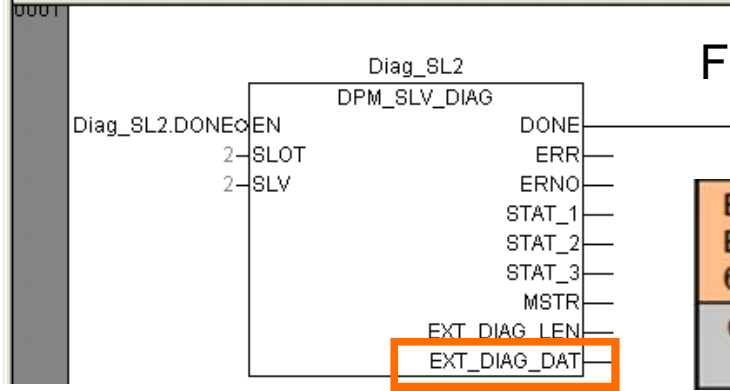 0001
F
Diag_SL2
DPM_SLV_DIAG
Diag_SL2.DONE EN DONE
2 SLOT ERR
2 SLV ERNO
STAT_1
STAT_2
STAT_3
MSTR
EXT_DIAG_LEN
EXT_DIAG_DAT